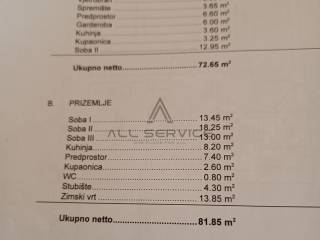 Spremište 3.65 m²
Predprostor 6.60 m²
Garderoba 6.00 m²
Kuhinja 3.60 m²
Kupaonica 3.25 m²
Soba II 12.95 m²
Ukupno netto 72.65 m²
B. PRIZEMLJE
Soba I 13.45 m²
Soba II 18.25 m²
Soba III 13.00 m²
Kuhinja 8.20 m²
Predprostor 7.40 m²
Kupaonica 2.60 m²
WC 0.80 m²
Stubište 4.30 m²
Zimski vrt 13.85 m²
Ukupno netto 81.85 m²
ALL SERVICE